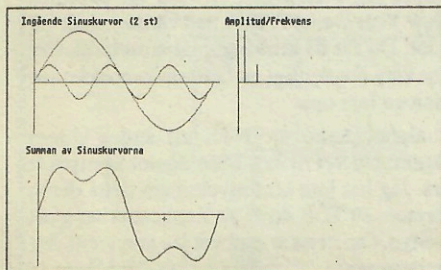 Ingående Sinuskurvor (2 st)
Amplitud/Frekvens
Summan av Sinuskurvorna